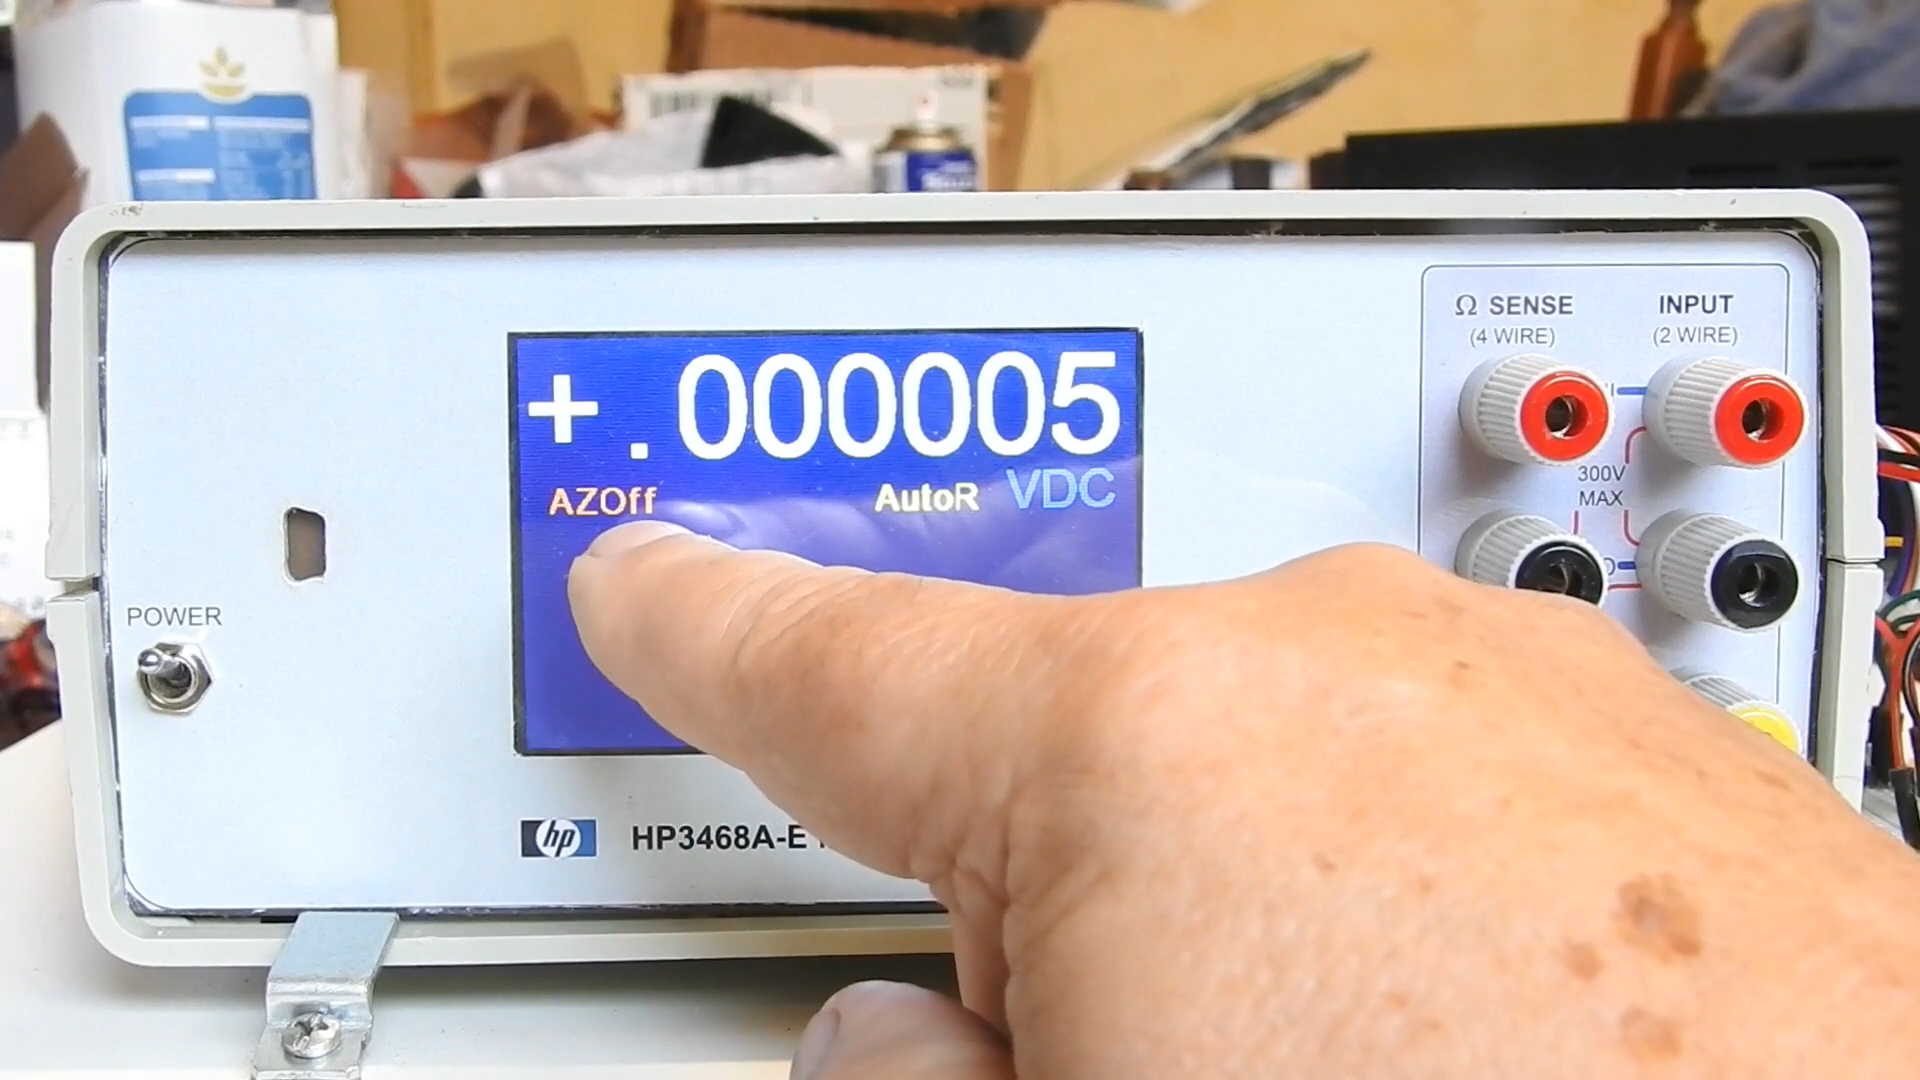 +.000005
AZOff AutoR VDC
Ω SENSE
(4 WIRE)
INPUT
(2 WIRE)
300V
MAX
POWER
hp
HP3468A-E